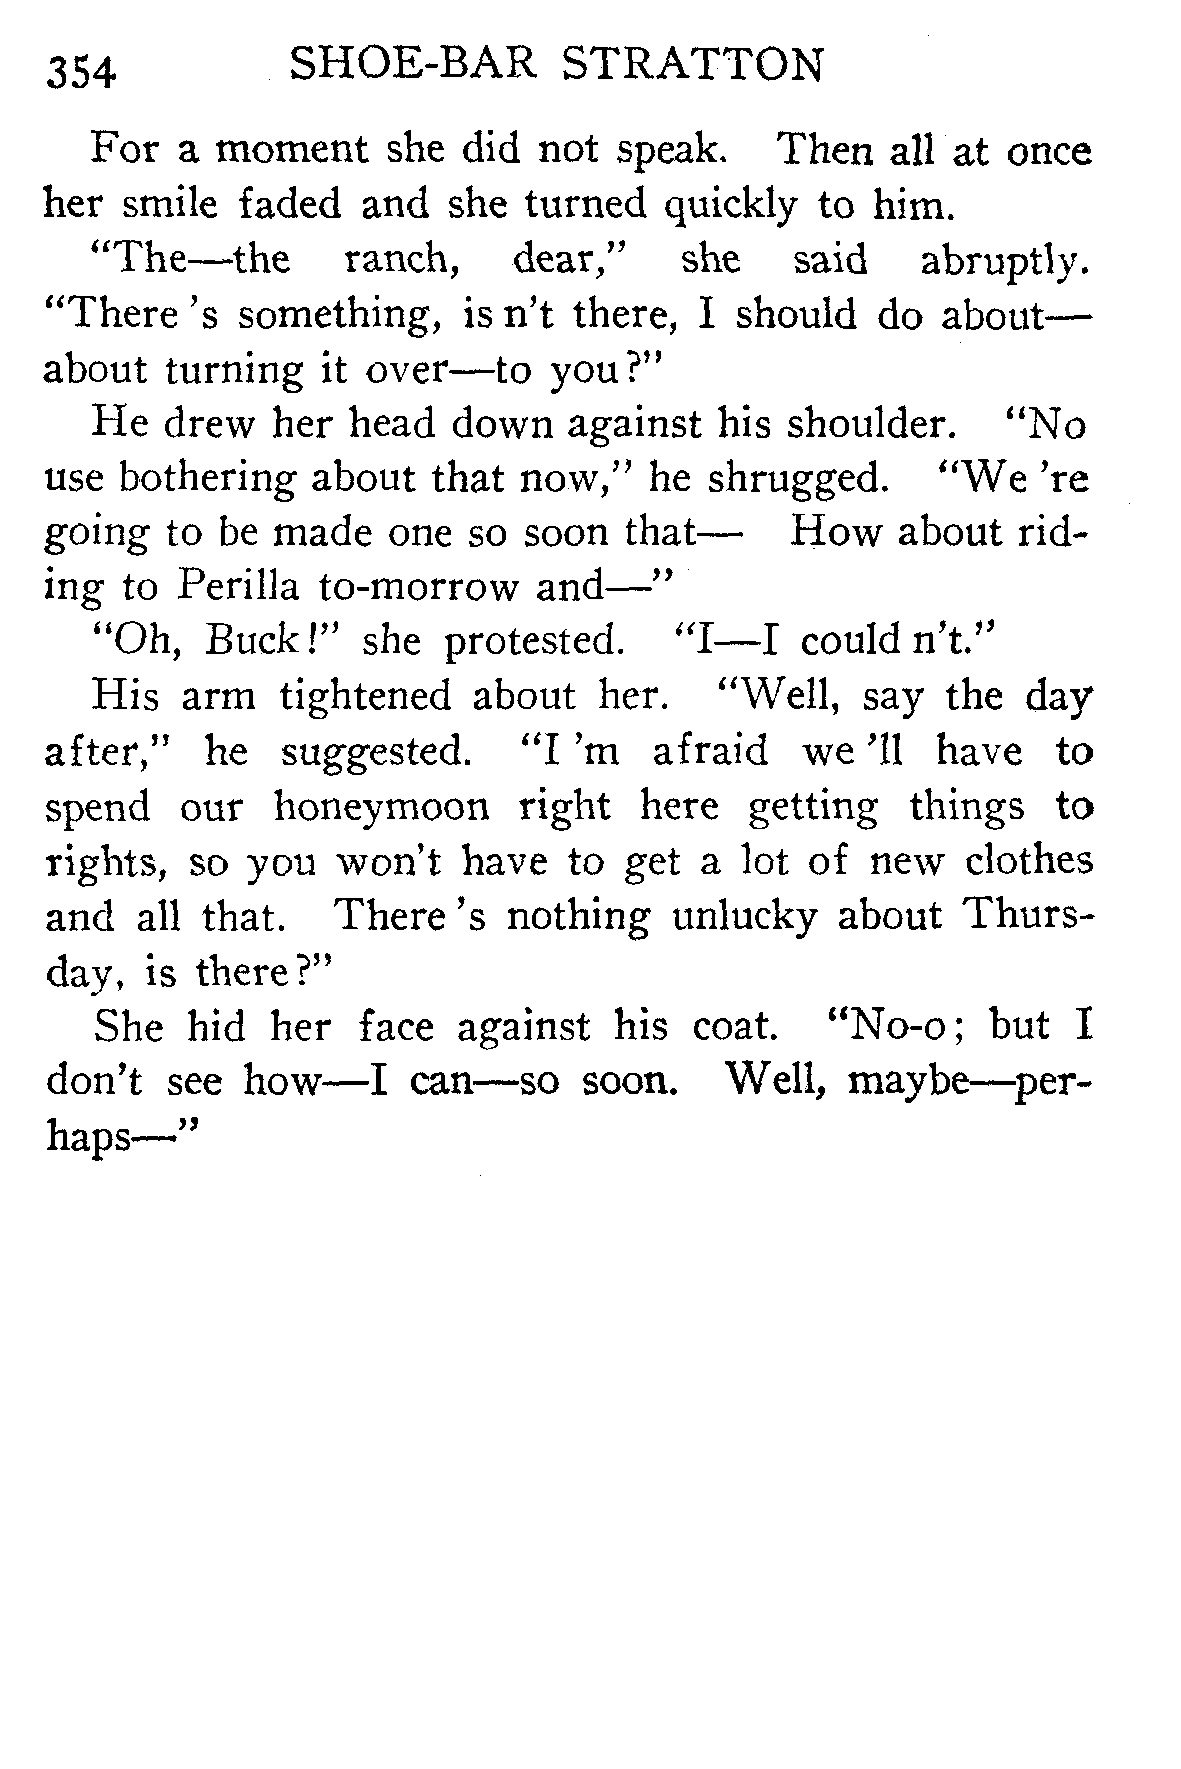 354 SHOE-BAR STRATTON
For a moment she did not speak. Then all at once
her smile faded and she turned quickly to him.
“The—the ranch, dear,” she said abruptly.
“There 's something, is n't there, I should do about—
about turning it over—to you?”
He drew her head down against his shoulder. “No
use bothering about that now,” he shrugged. “We 're
going to be made one so soon that— How about rid-
ing to Perilla to-morrow and—”
“Oh, Buck!” she protested. “I—I could n't.”
His arm tightened about her. “Well, say the day
after,” he suggested. “I 'm afraid we 'll have to
spend our honeymoon right here getting things to
rights, so you won't have to get a lot of new clothes
and all that. There 's nothing unlucky about Thurs-
day, is there?”
She hid her face against his coat. “No-o; but I
don't see how—I can—so soon. Well, maybe—per-
haps—”